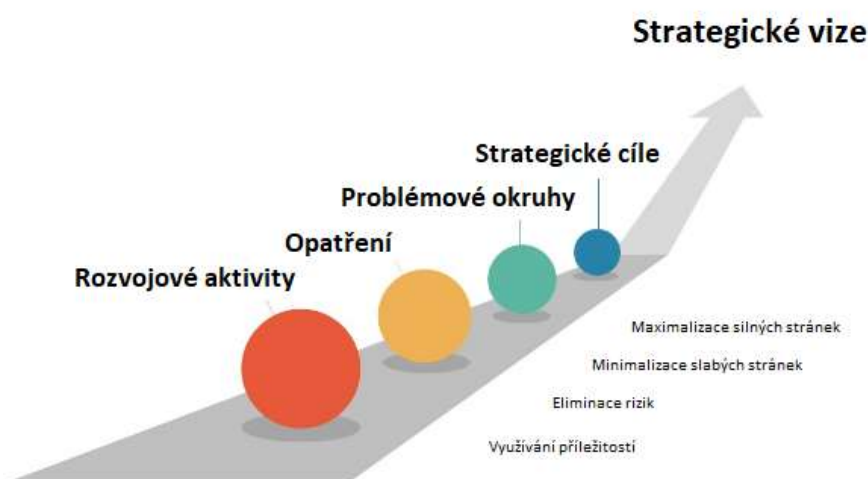 Strategické vize
Strategické cíle
Problémové okruhy
Opatření
Rozvojové aktivity
Maximalizace silných stránek
Minimalizace slabých stránek
Eliminace rizik
Využívání příležitostí